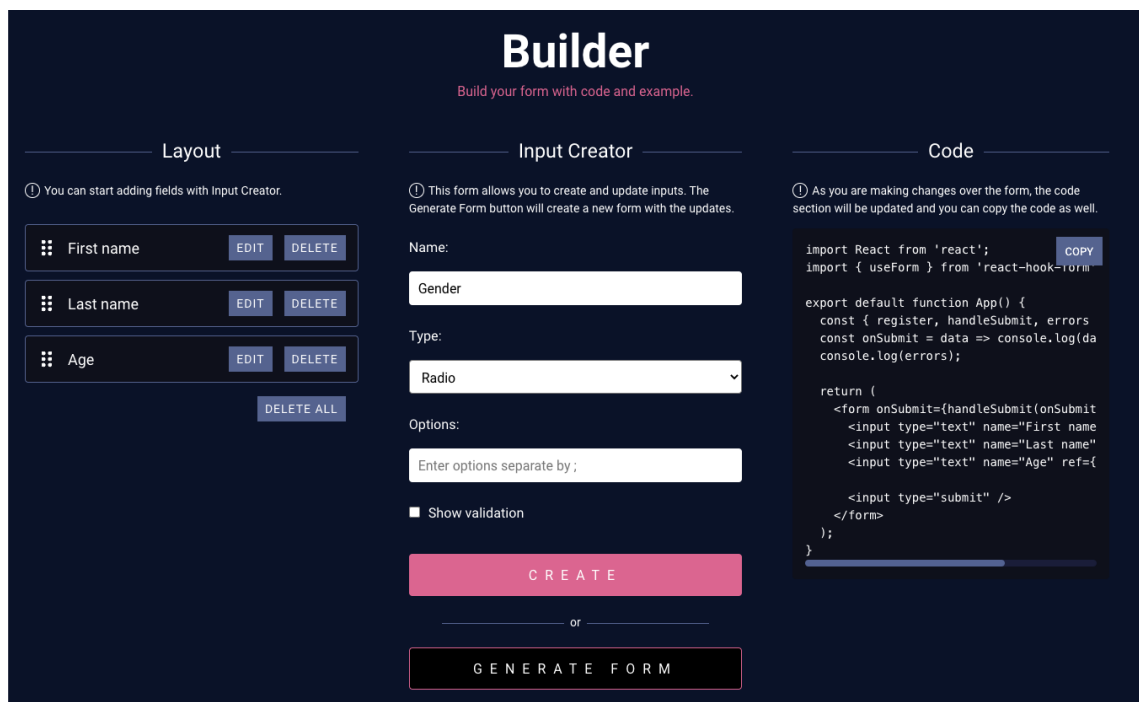 Builder
Build your form with code and example.
Layout
You can start adding fields with Input Creator.
First name EDIT DELETE
Last name EDIT DELETE
Age EDIT DELETE
DELETE ALL
Input Creator
This form allows you to create and update inputs. The
Generate Form button will create a new form with the updates.
Name:
Gender
Type:
Radio
Options:
Enter options separate by ;
Show validation
CREATE
or
GENERATE FORM
Code
As you are making changes over the form, the code
section will be updated and you can copy the code as well.
COPY
import React from 'react';
import { useForm } from 'react-hook-form'
export default function App() {
const { register, handleSubmit, errors
const onSubmit = data => console.log(da
console.log(errors);
return (
<form onSubmit={handleSubmit(onSubmit
<input type="text" name="First name
<input type="text" name="Last name"
<input type="text" name="Age" ref={
<input type="submit" />
</form>
);
}